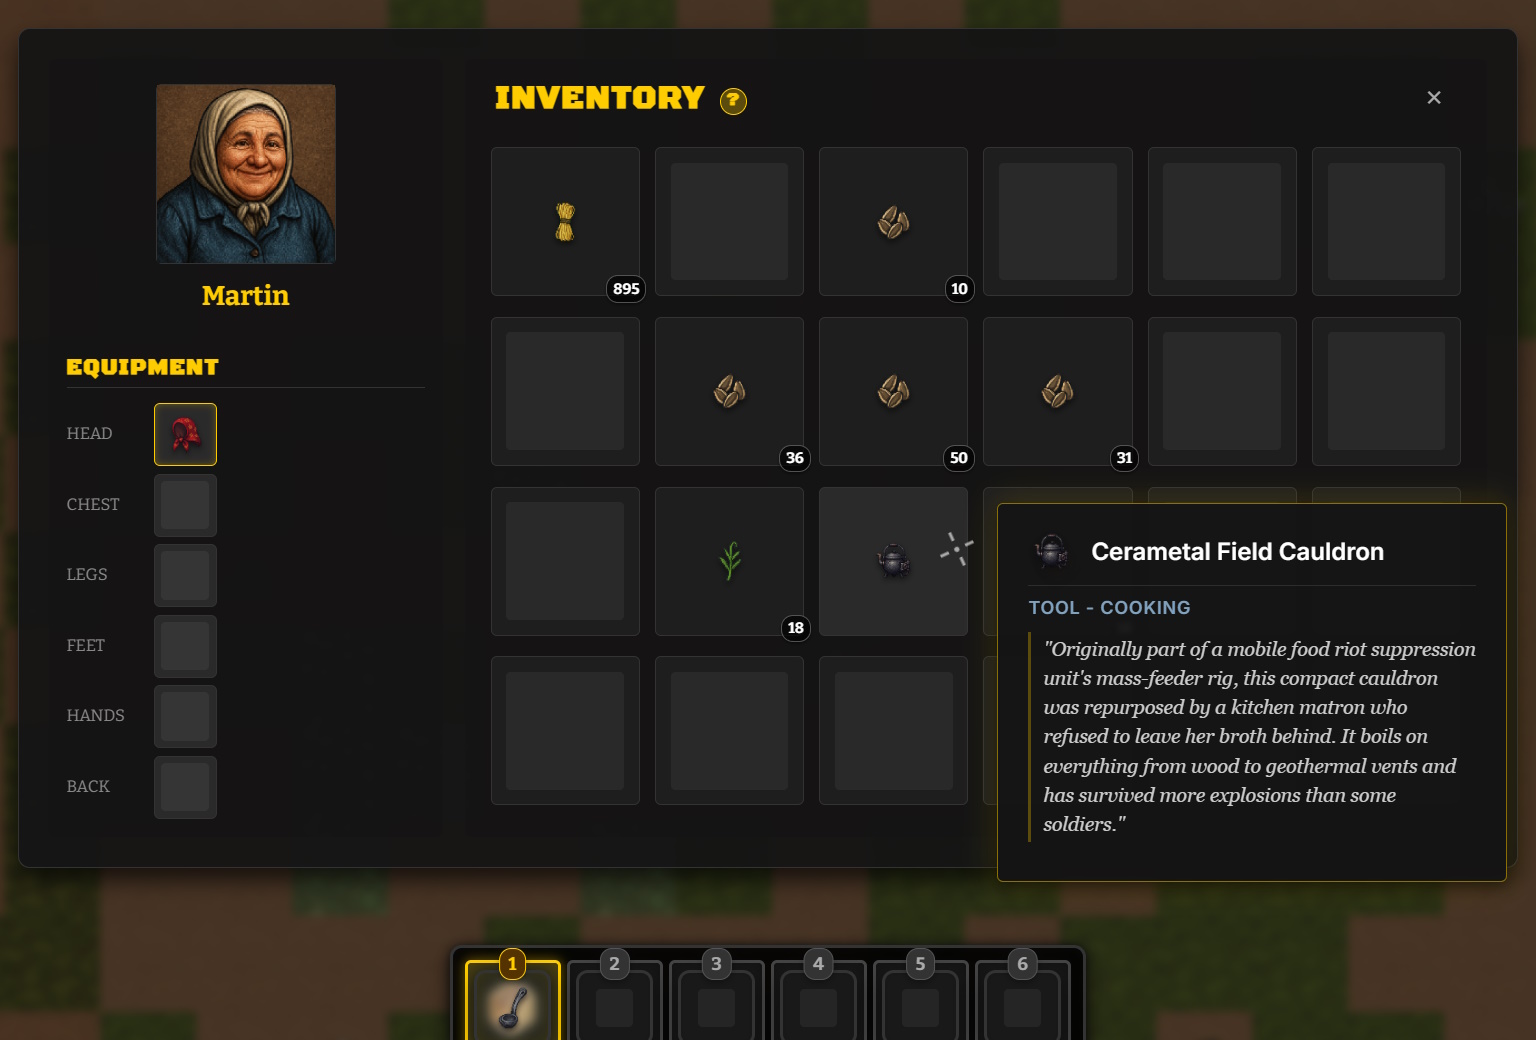 INVENTORY ?
×
Martin
EQUIPMENT
HEAD
CHEST
LEGS
FEET
HANDS
BACK
895
10
36
50
31
18
Cerametal Field Cauldron
TOOL - COOKING
"Originally part of a mobile food riot suppression
unit's mass-feeder rig, this compact cauldron
was repurposed by a kitchen matron who
refused to leave her broth behind. It boils on
everything from wood to geothermal vents and
has survived more explosions than some
soldiers."
1 2 3 4 5 6